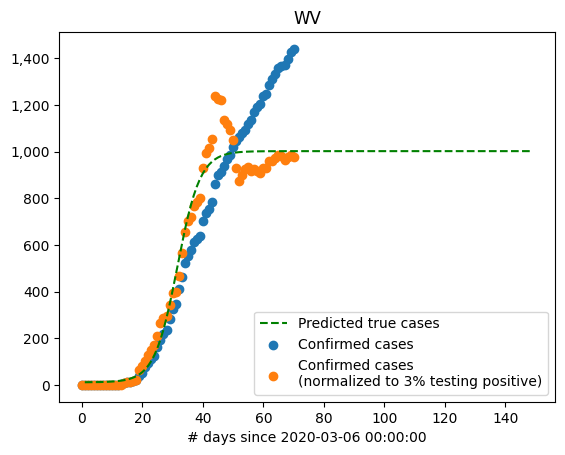 WV
1,400
1,200
1,000
800
600
400
200
0
0 20 40 60 80 100 120 140
# days since 2020-03-06 00:00:00
Predicted true cases
Confirmed cases
Confirmed cases
(normalized to 3% testing positive)